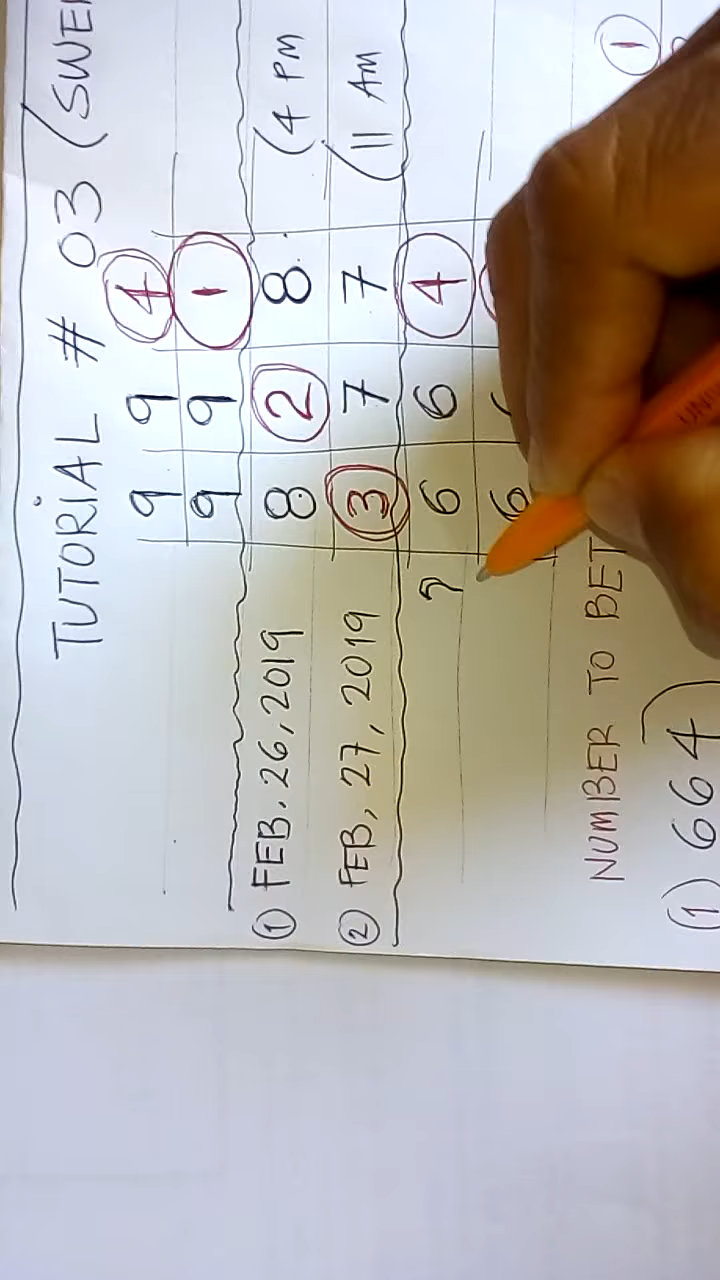 TUTORIAL # 03 (SWE
9 9 4
9 9 1
① FEB. 26, 2019 8 2 8 (4 PM
② FEB, 27, 2019 3 7 7 (11 AM
? 6 6 4
6
NUMBER TO BET
(1) 664
1